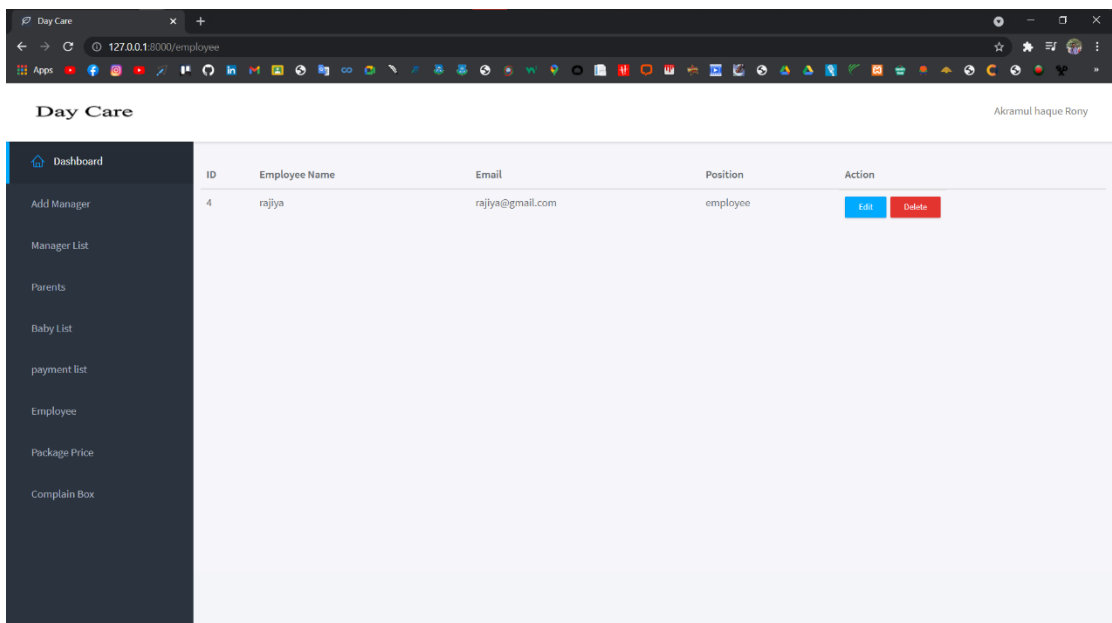 Day Care
127.0.0.1:8000/employee
Apps
Day Care
Akramul haque Rony
Dashboard
Add Manager
Manager List
Parents
Baby List
payment list
Employee
Package Price
Complain Box
ID Employee Name Email Position Action
4 rajiya rajiya@gmail.com employee Edit Delete